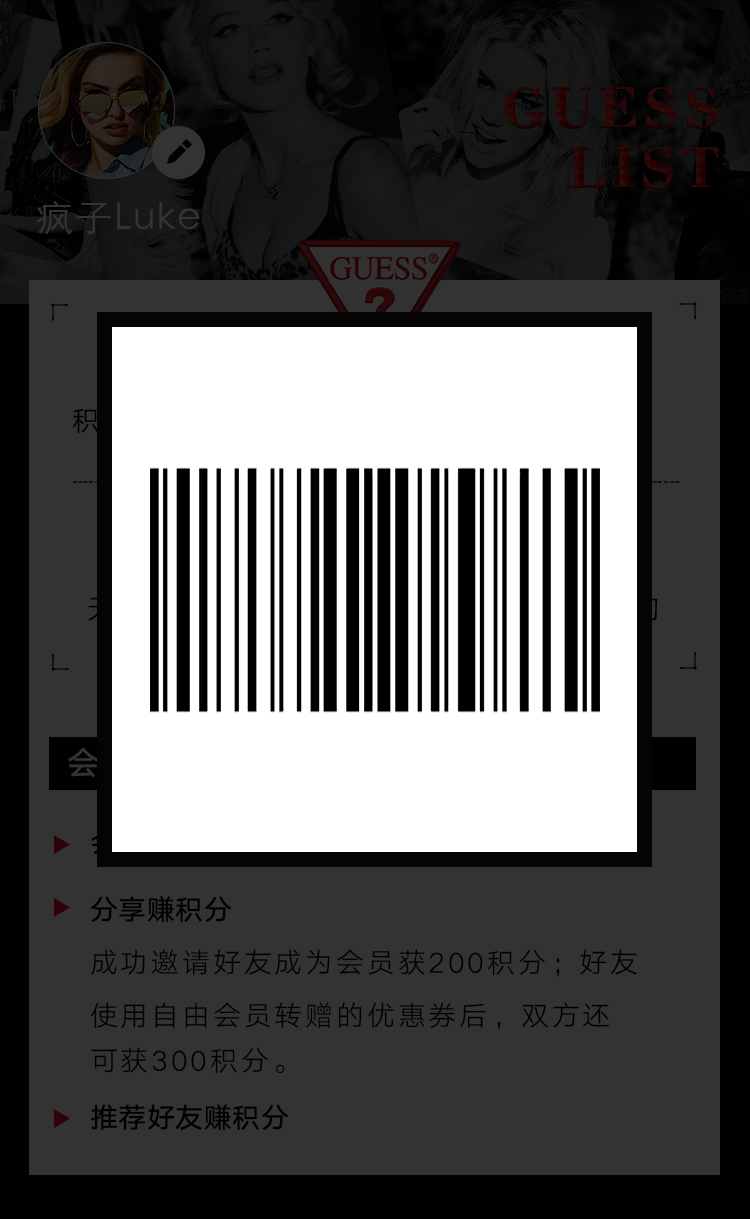 GUESS
LIST
疯子Luke
GUESS®
?
积
会
分享赚积分
成功邀请好友成为会员获200积分；好友
使用自由会员转赠的优惠券后，双方还
可获300积分。
推荐好友赚积分